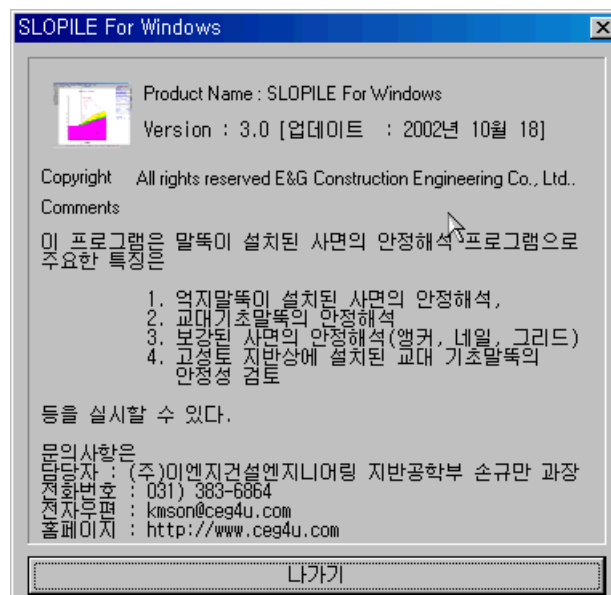 SLOPILE For Windows
Product Name : SLOPILE For Windows
Version : 3.0 [업데이트 : 2002년 10월 18]
Copyright All rights reserved E&G Construction Engineering Co., Ltd..
Comments
이 프로그램은 말뚝이 설치된 사면의 안정해석 프로그램으로
주요한 특징은
1. 억지말뚝이 설치된 사면의 안정해석,
2. 교대기초말뚝의 안정해석
3. 보강된 사면의 안정해석(앵커, 네일, 그리드)
4. 고성토 지반상에 설치된 교대 기초말뚝의
안정성 검토
등을 실시할 수 있다.
문의사항은
담당자 : (주)이엔지건설엔지니어링 지반공학부 손규만 과장
전화번호 : 031) 383-6864
전자우편 : kmson@ceg4u.com
홈페이지 : http://www.ceg4u.com
나가기